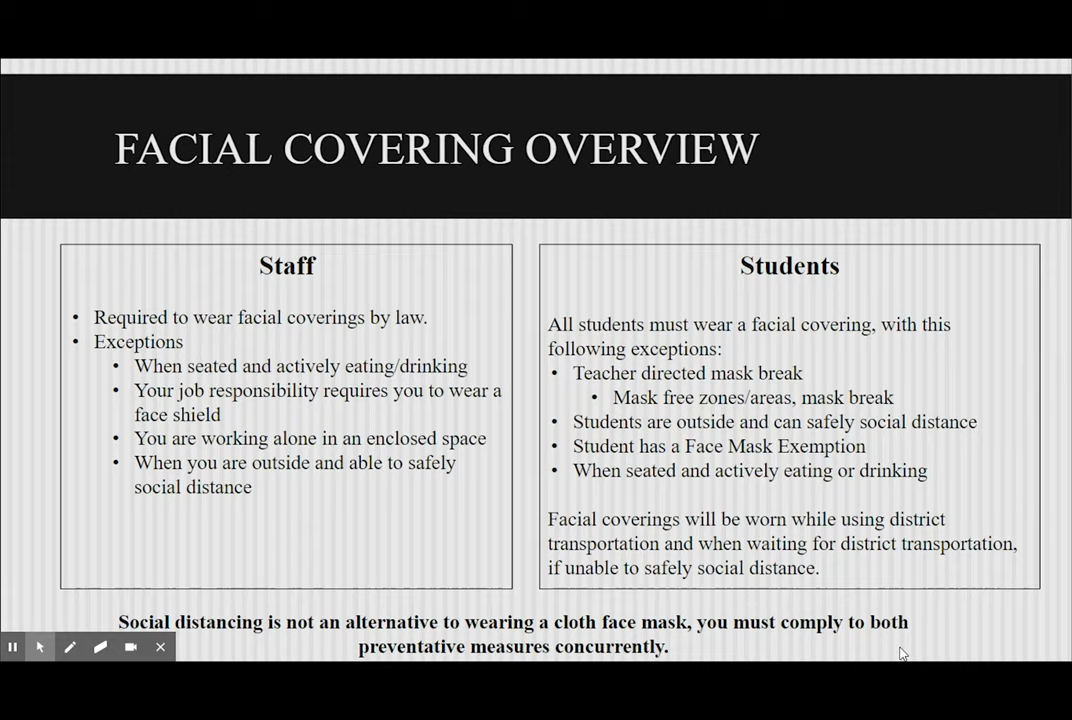 FACIAL COVERING OVERVIEW
Staff
• Required to wear facial coverings by law.
• Exceptions
• When seated and actively eating/drinking
• Your job responsibility requires you to wear a
face shield
• You are working alone in an enclosed space
• When you are outside and able to safely
social distance
Students
All students must wear a facial covering, with this
following exceptions:
• Teacher directed mask break
• Mask free zones/areas, mask break
• Students are outside and can safely social distance
• Student has a Face Mask Exemption
• When seated and actively eating or drinking
Facial coverings will be worn while using district
transportation and when waiting for district transportation,
if unable to safely social distance.
Social distancing is not an alternative to wearing a cloth face mask, you must comply to both
preventative measures concurrently.